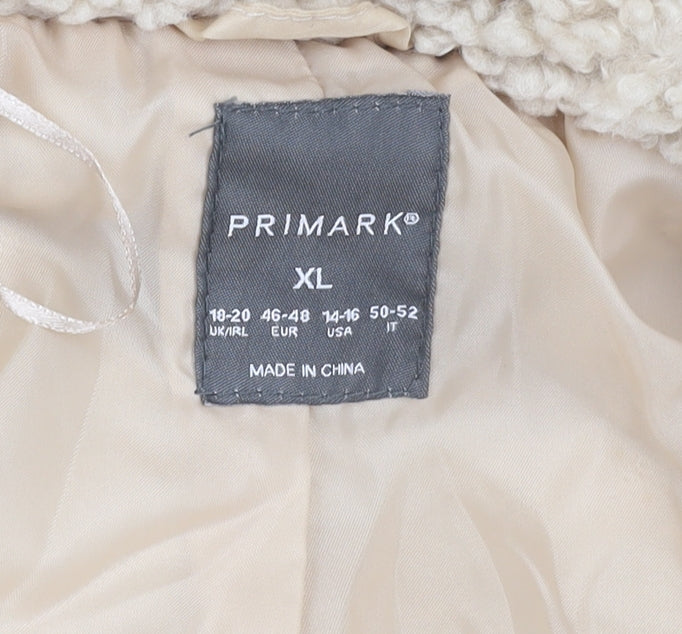 PRIMARK®
XL
18-20 46-48 14-16 50-52
UK/IRL EUR USA IT
MADE IN CHINA